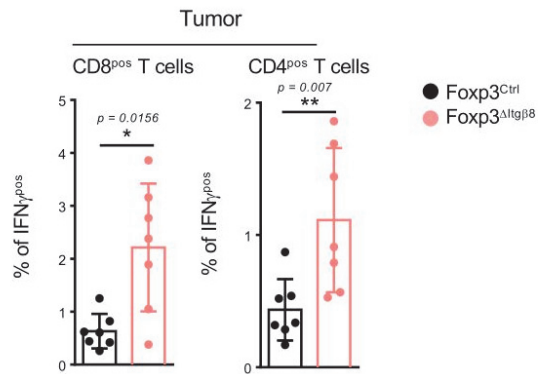 Tumor
CD8pos T cells
CD4pos T cells
p = 0.0156
*
p = 0.007
**
Foxp3Ctrl
Foxp3ΔItgβ8
% of IFNγpos
5
4
3
2
1
0
% of IFNγpos
2
1
0